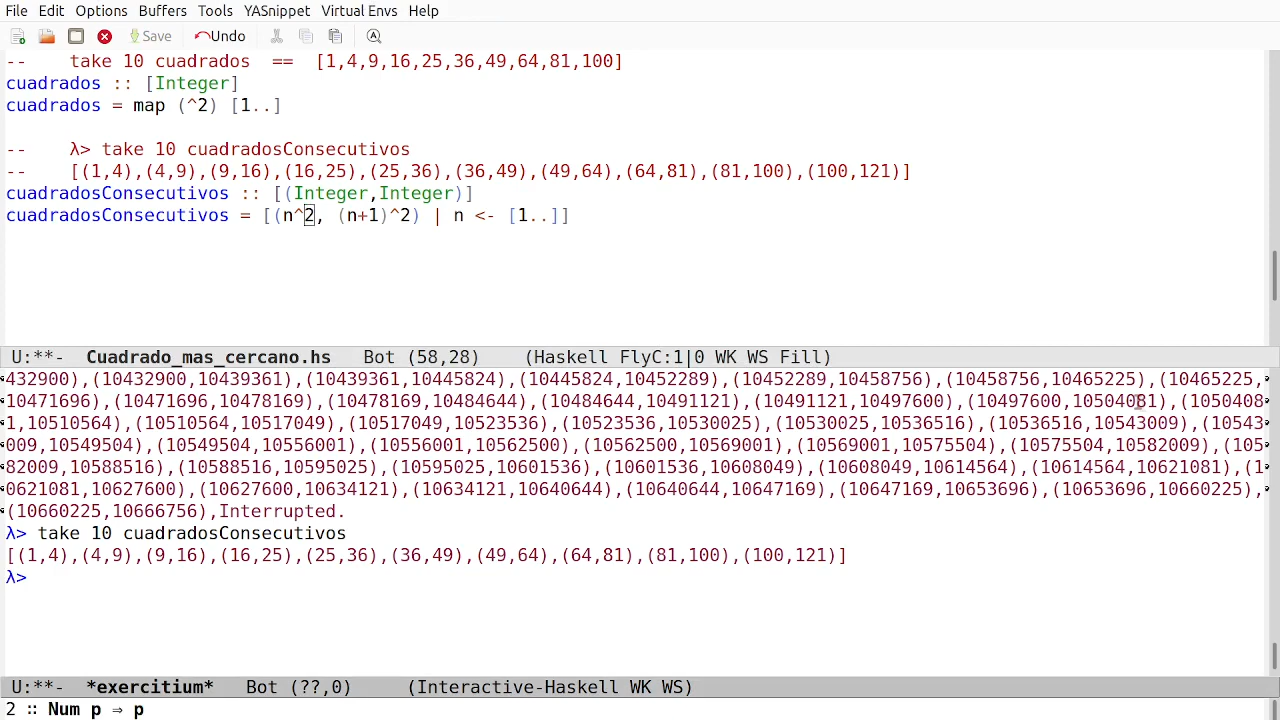 File Edit Options Buffers Tools YASnippet Virtual Envs Help
Save Undo
--    take 10 cuadrados  ==  [1,4,9,16,25,36,49,64,81,100]
cuadrados :: [Integer]
cuadrados = map (^2) [1..]
--    λ> take 10 cuadradosConsecutivos
--    [(1,4),(4,9),(9,16),(16,25),(25,36),(36,49),(49,64),(64,81),(81,100),(100,121)]
cuadradosConsecutivos :: [(Integer,Integer)]
cuadradosConsecutivos = [(n^2, (n+1)^2) | n <- [1..]]
U:**-  Cuadrado_mas_cercano.hs   Bot (58,28)    (Haskell FlyC:1|0 WK WS Fill)
432900),(10432900,10439361),(10439361,10445824),(10445824,10452289),(10452289,10458756),(10458756,10465225),(10465225,
10471696),(10471696,10478169),(10478169,10484644),(10484644,10491121),(10491121,10497600),(10497600,10504081),(1050408
1,10510564),(10510564,10517049),(10517049,10523536),(10523536,10530025),(10530025,10536516),(10536516,10543009),(10543
009,10549504),(10549504,10556001),(10556001,10562500),(10562500,10569001),(10569001,10575504),(10575504,10582009),(105
82009,10588516),(10588516,10595025),(10595025,10601536),(10601536,10608049),(10608049,10614564),(10614564,10621081),(1
0621081,10627600),(10627600,10634121),(10634121,10640644),(10640644,10647169),(10647169,10653696),(10653696,10660225),
(10660225,10666756),Interrupted.
λ> take 10 cuadradosConsecutivos
[(1,4),(4,9),(9,16),(16,25),(25,36),(36,49),(49,64),(64,81),(81,100),(100,121)]
λ>
U:**-  *exercitium*   Bot (??,0)     (Interactive-Haskell WK WS)
2 ∷ Num p ⇒ p